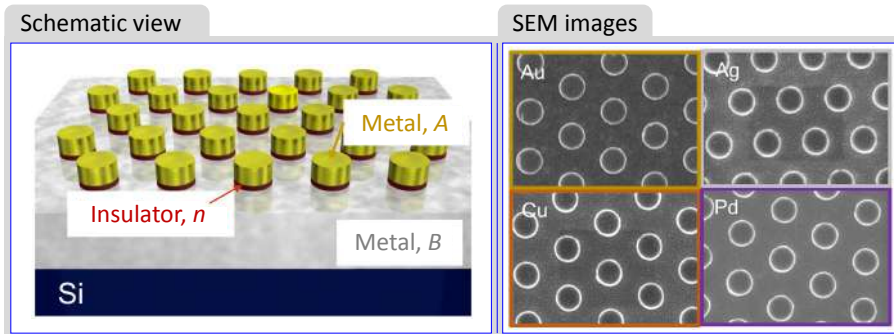 Schematic view
Metal, A
Insulator, n
Metal, B
Si
SEM images
Au
Ag
Cu
Pd